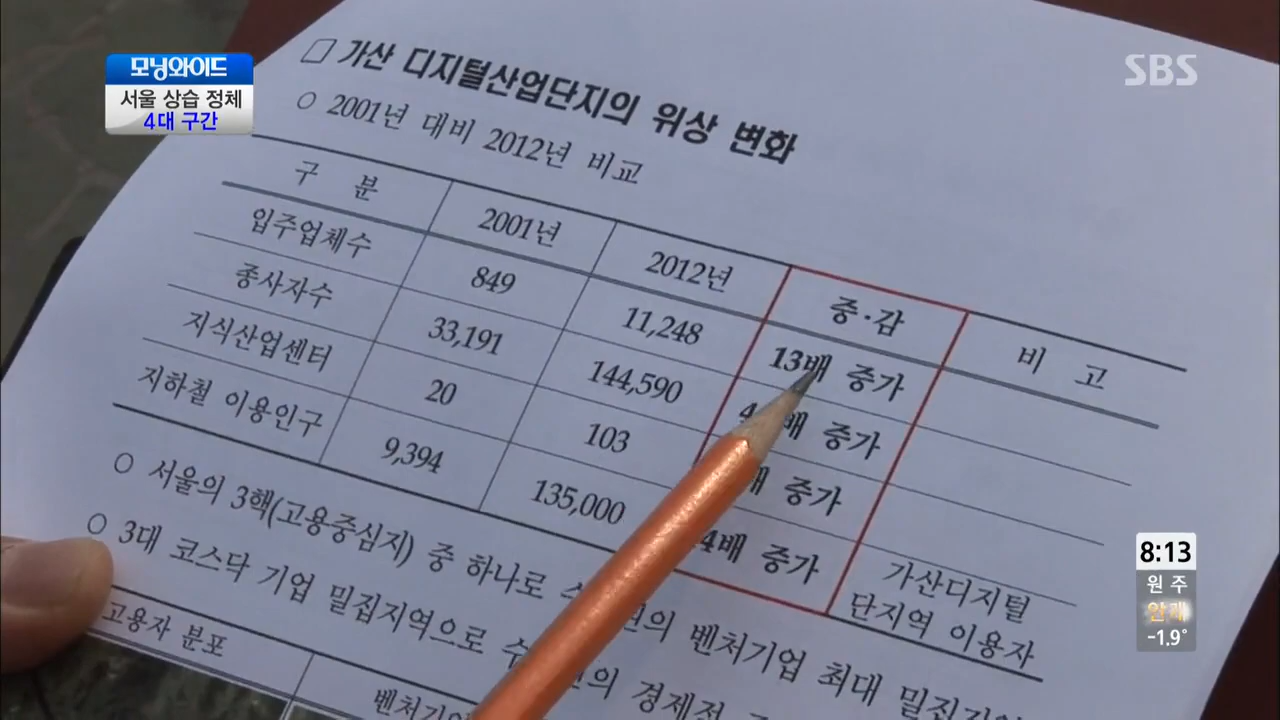 모닝와이드
서울 상습 정체
4대 구간
SBS
□ 가산 디지털산업단지의 위상 변화
○ 2001년 대비 2012년 비교
구 분 2001년 2012년 증·감 비 고
입주업체수 849 11,248 13배 증가
종사자수 33,191 144,590 배 증가
지식산업센터 20 103 증가
지하철 이용인구 9,394 135,000 4배 증가 가산디지털
단지역 이용자
○ 서울의 3핵(고용중심지) 중 하나로 벤처기업 최대
○ 3대 코스닥 기업 밀집지역으로
고용자 분포
8:13
원주
안개
-1.9°